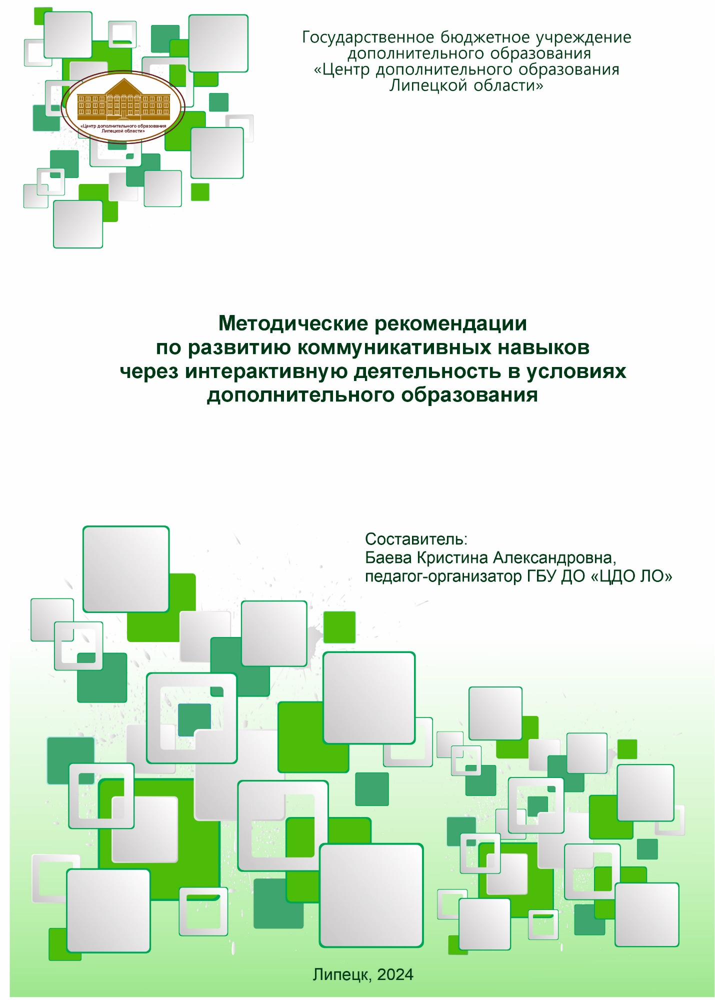 Государственное бюджетное учреждение
дополнительного образования
«Центр дополнительного образования
Липецкой области»
«Центр дополнительного образования
Липецкой области»
Методические рекомендации
по развитию коммуникативных навыков
через интерактивную деятельность в условиях
дополнительного образования
Составитель:
Баева Кристина Александровна,
педагог-организатор ГБУ ДО «ЦДО ЛО»
Липецк, 2024